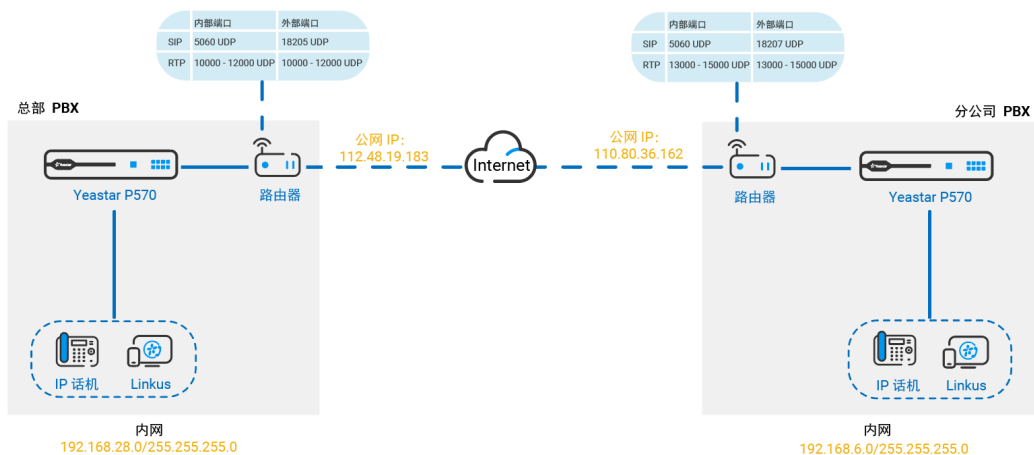 内部端口 外部端口
SIP 5060 UDP 18205 UDP
RTP 10000 - 12000 UDP 10000 - 12000 UDP
内部端口 外部端口
SIP 5060 UDP 18207 UDP
RTP 13000 - 15000 UDP 13000 - 15000 UDP
总部 PBX
分公司 PBX
公网 IP：
112.48.19.183
Internet
公网 IP：
110.80.36.162
Yeastar
Yeastar P570
路由器
路由器
Yeastar
Yeastar P570
IP 话机 Linkus
IP 话机 Linkus
内网
192.168.28.0/255.255.255.0
内网
192.168.6.0/255.255.255.0